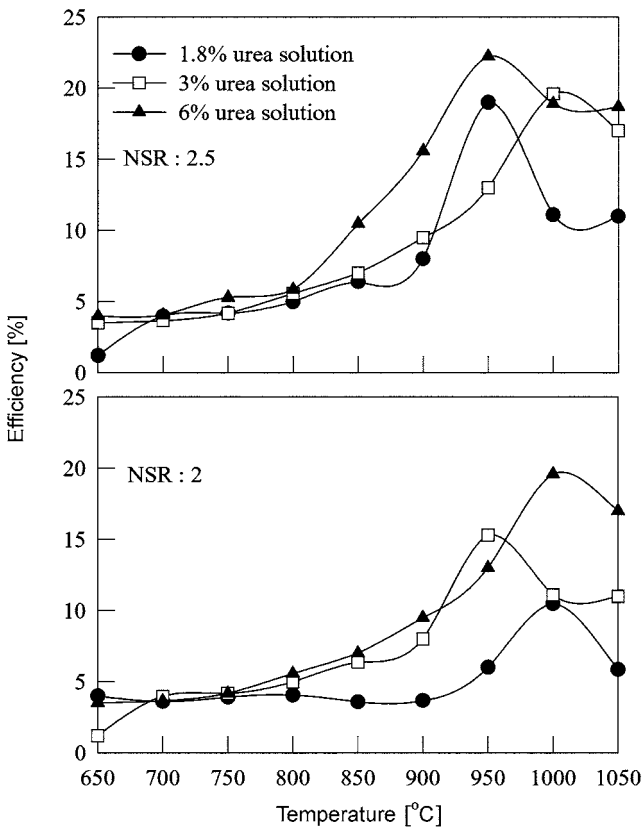 25
1.8% urea solution
3% urea solution
20
6% urea solution
NSR : 2.5
15
10
5
0
Efficiency [%]
25
20
NSR : 2
15
10
5
0
650 700 750 800 850 900 950 1000 1050
Temperature [°C]